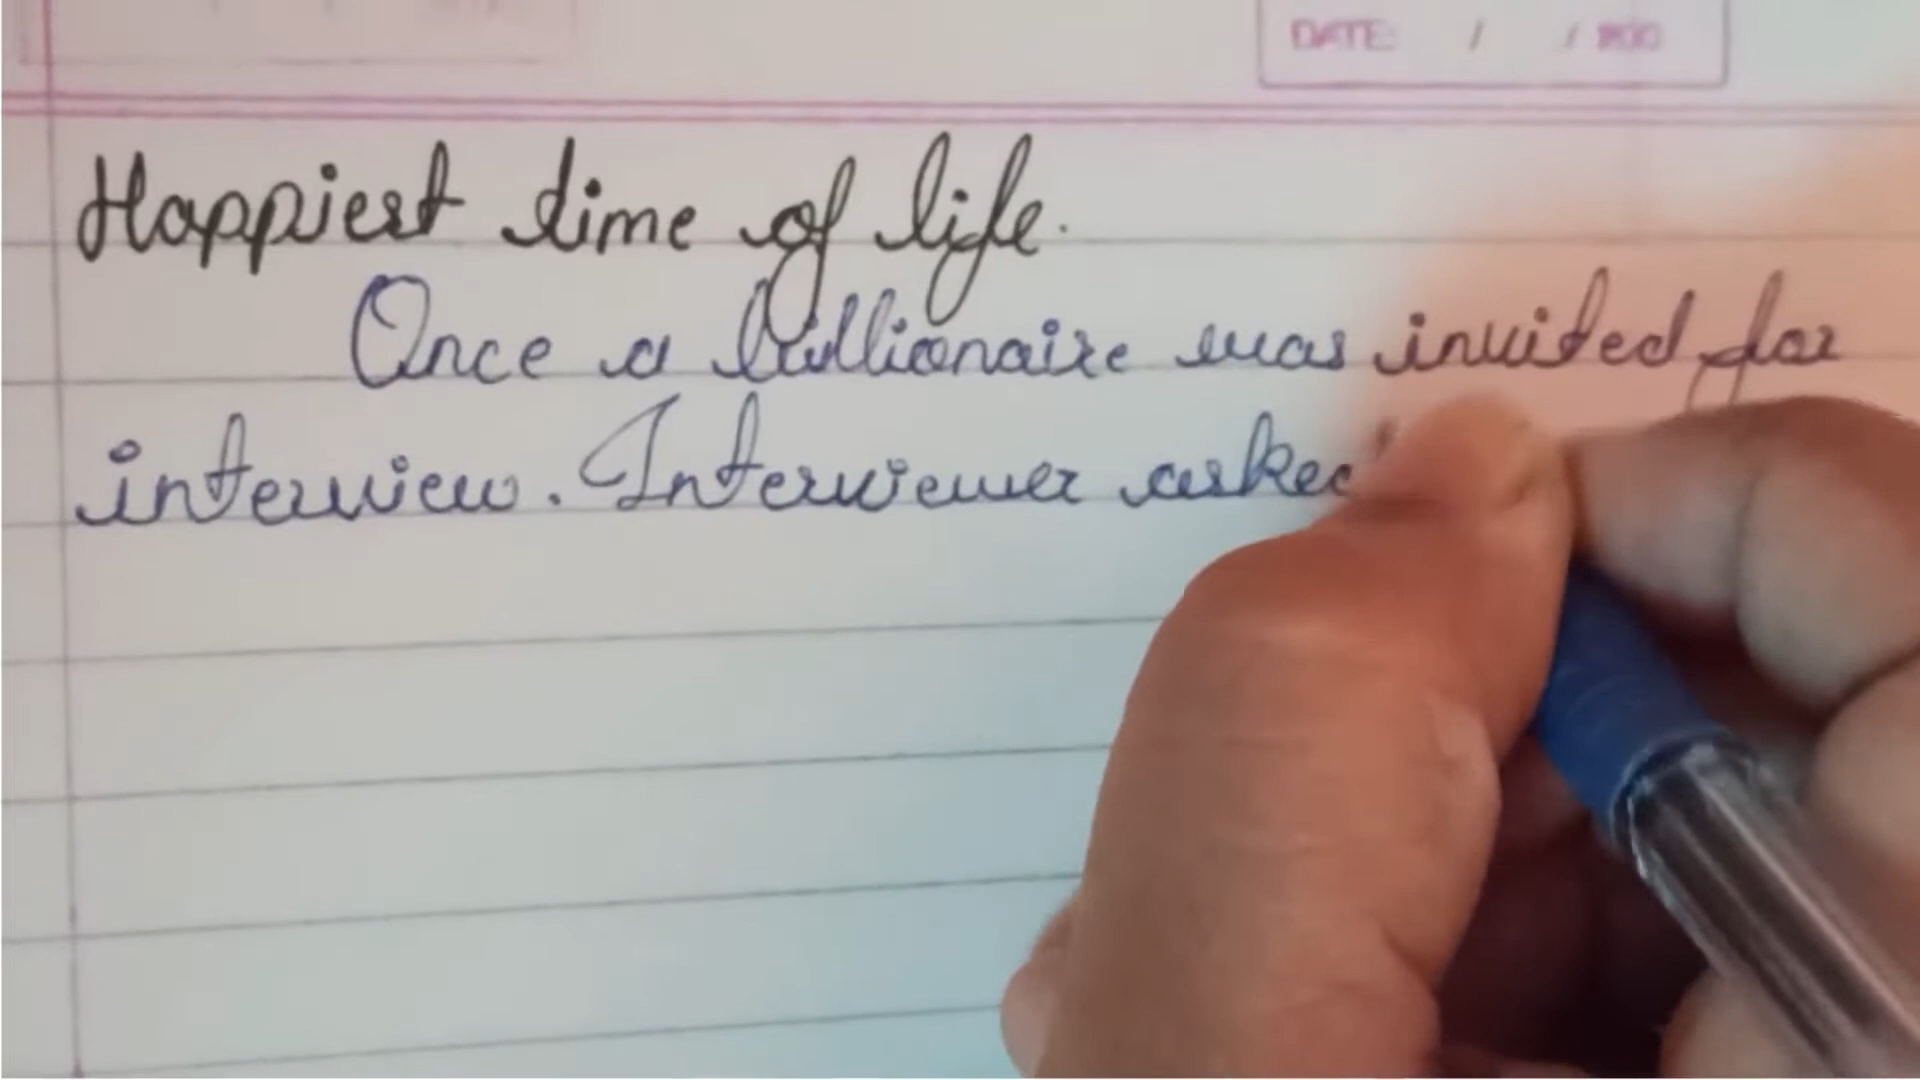 DATE: / /
Happiest time of life.
Once a billionaire was invited for
interview. Interviewer asked